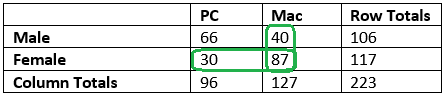 PC Mac Row Totals
Male 66 40 106
Female 30 87 117
Column Totals 96 127 223